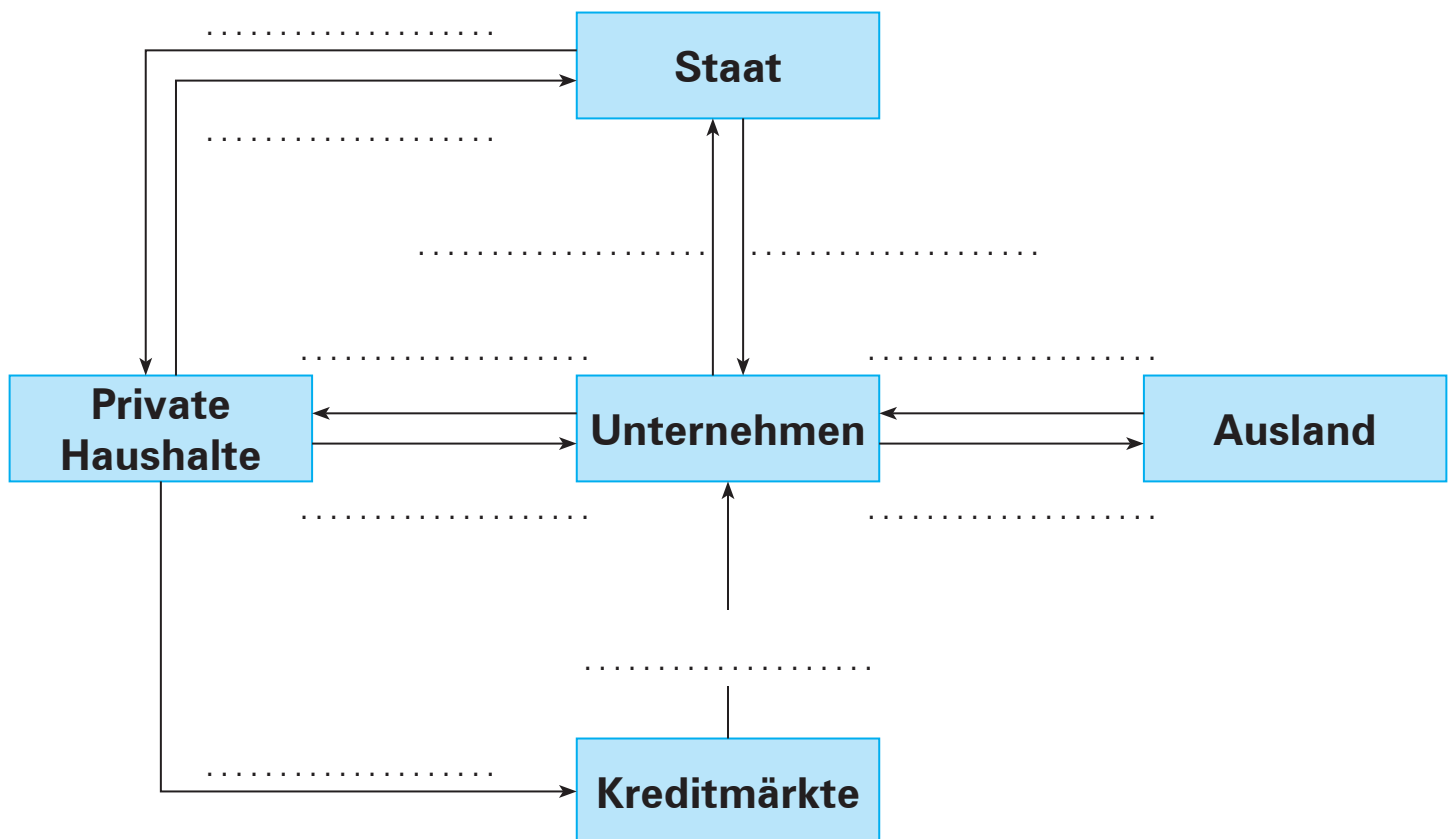 Staat
Private
Haushalte
Unternehmen
Ausland
Kreditmärkte